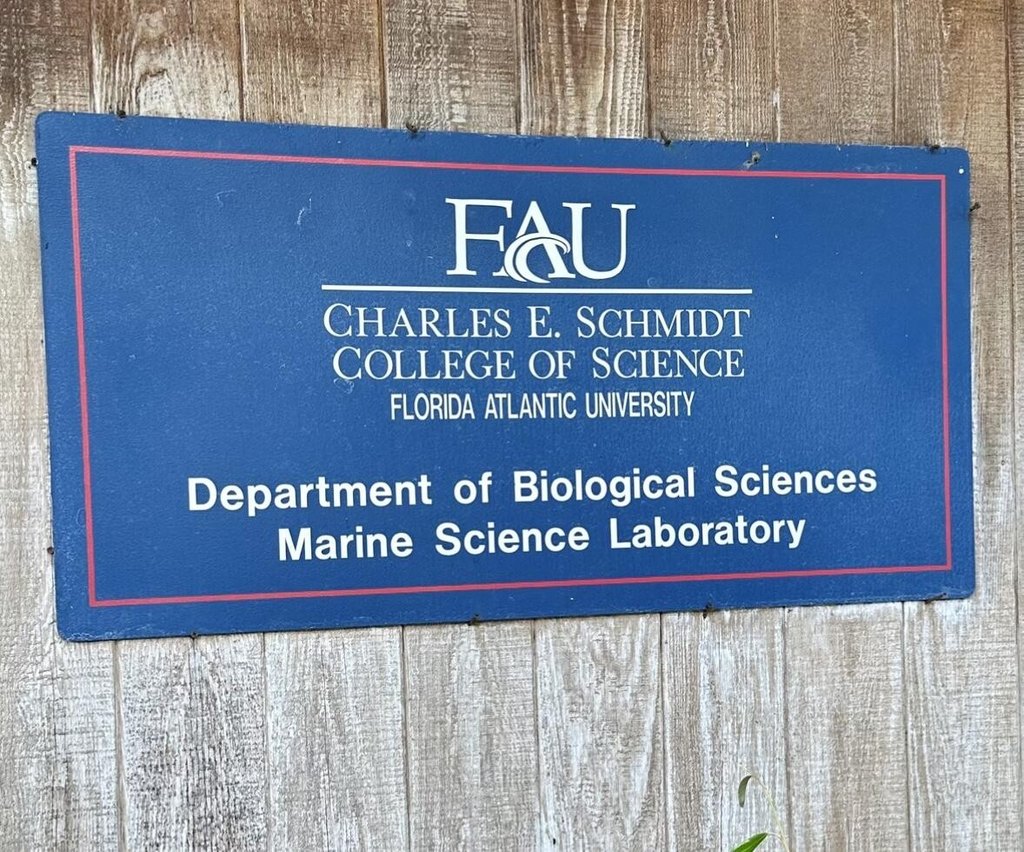 FAU
CHARLES E. SCHMIDT
COLLEGE OF SCIENCE
FLORIDA ATLANTIC UNIVERSITY
Department of Biological Sciences
Marine Science Laboratory